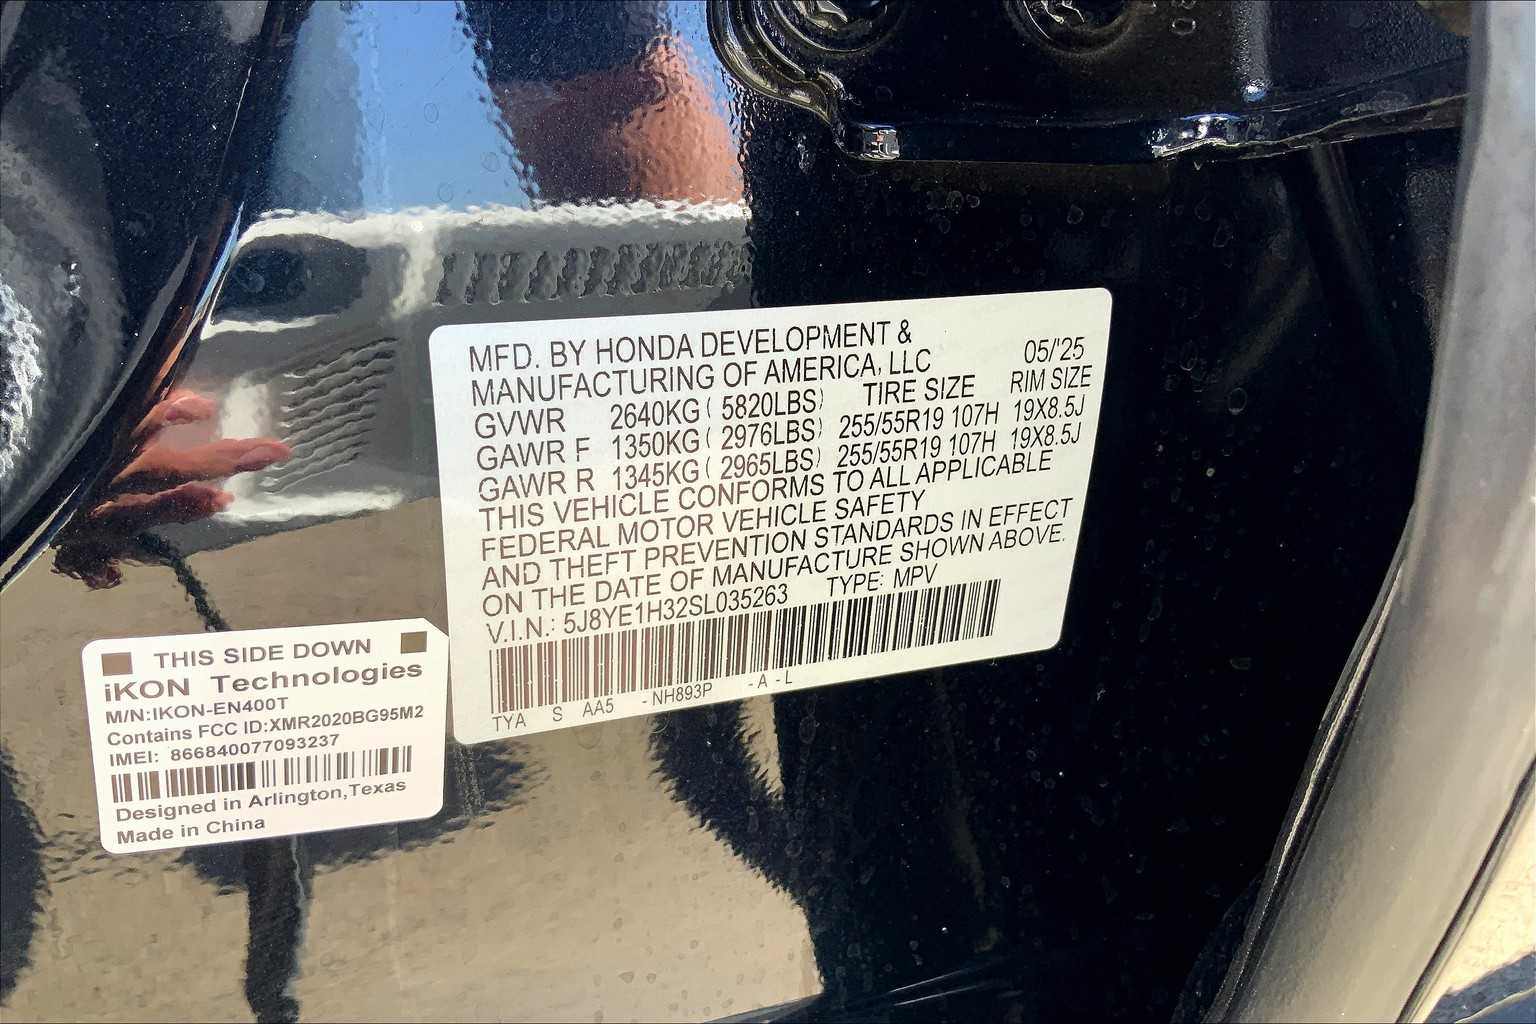 MFD. BY HONDA DEVELOPMENT &
MANUFACTURING OF AMERICA, LLC 05/'25
GVWR 2640KG ( 5820LBS) TIRE SIZE RIM SIZE
GAWR F 1350KG ( 2976LBS) 255/55R19 107H 19X8.5J
GAWR R 1345KG ( 2965LBS) 255/55R19 107H 19X8.5J
THIS VEHICLE CONFORMS TO ALL APPLICABLE
FEDERAL MOTOR VEHICLE SAFETY
AND THEFT PREVENTION STANDARDS IN EFFECT
ON THE DATE OF MANUFACTURE SHOWN ABOVE.
V.I.N.: 5J8YE1H32SL035263 TYPE: MPV
TYA S AA5 - NH893P - A - L
THIS SIDE DOWN
iKON Technologies
M/N:IKON-EN400T
Contains FCC ID:XMR2020BG95M2
IMEI: 866840077093237
Designed in Arlington,Texas
Made in China